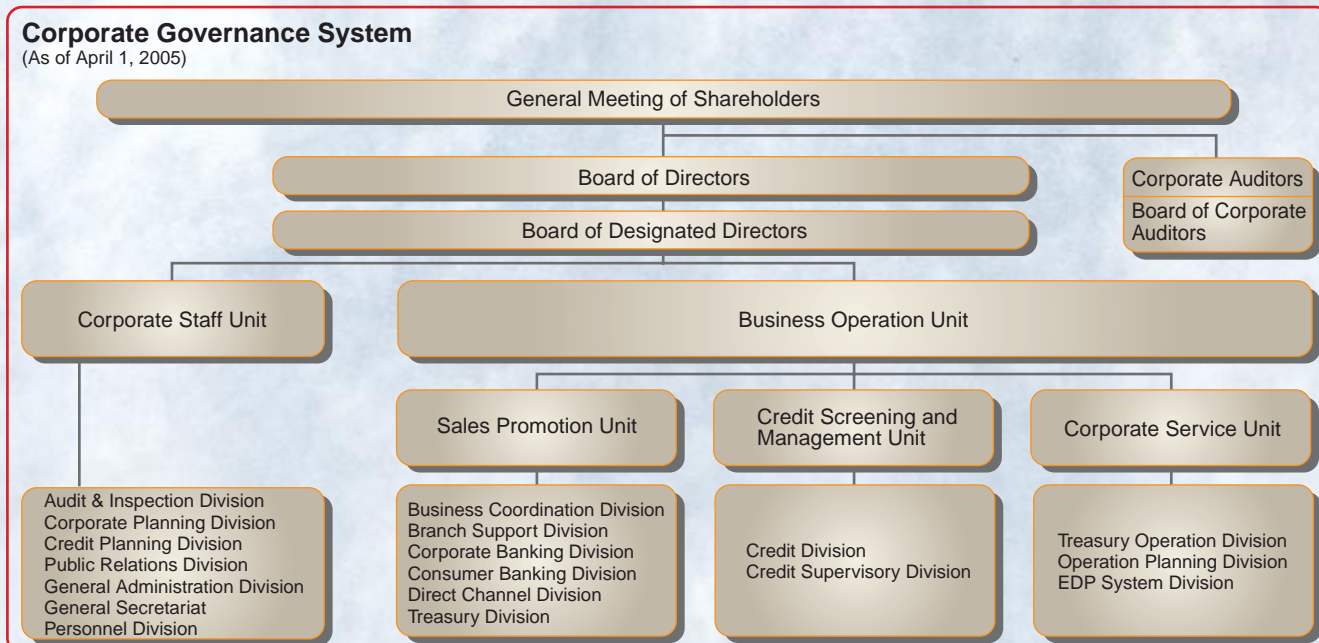 Corporate Governance System
(As of April 1, 2005)
General Meeting of Shareholders
Board of Directors
Corporate Auditors
Board of Corporate
Auditors
Board of Designated Directors
Corporate Staff Unit
Business Operation Unit
Sales Promotion Unit
Credit Screening and
Management Unit
Corporate Service Unit
Audit & Inspection Division
Corporate Planning Division
Credit Planning Division
Public Relations Division
General Administration Division
General Secretariat
Personnel Division
Business Coordination Division
Branch Support Division
Corporate Banking Division
Consumer Banking Division
Direct Channel Division
Treasury Division
Credit Division
Credit Supervisory Division
Treasury Operation Division
Operation Planning Division
EDP System Division